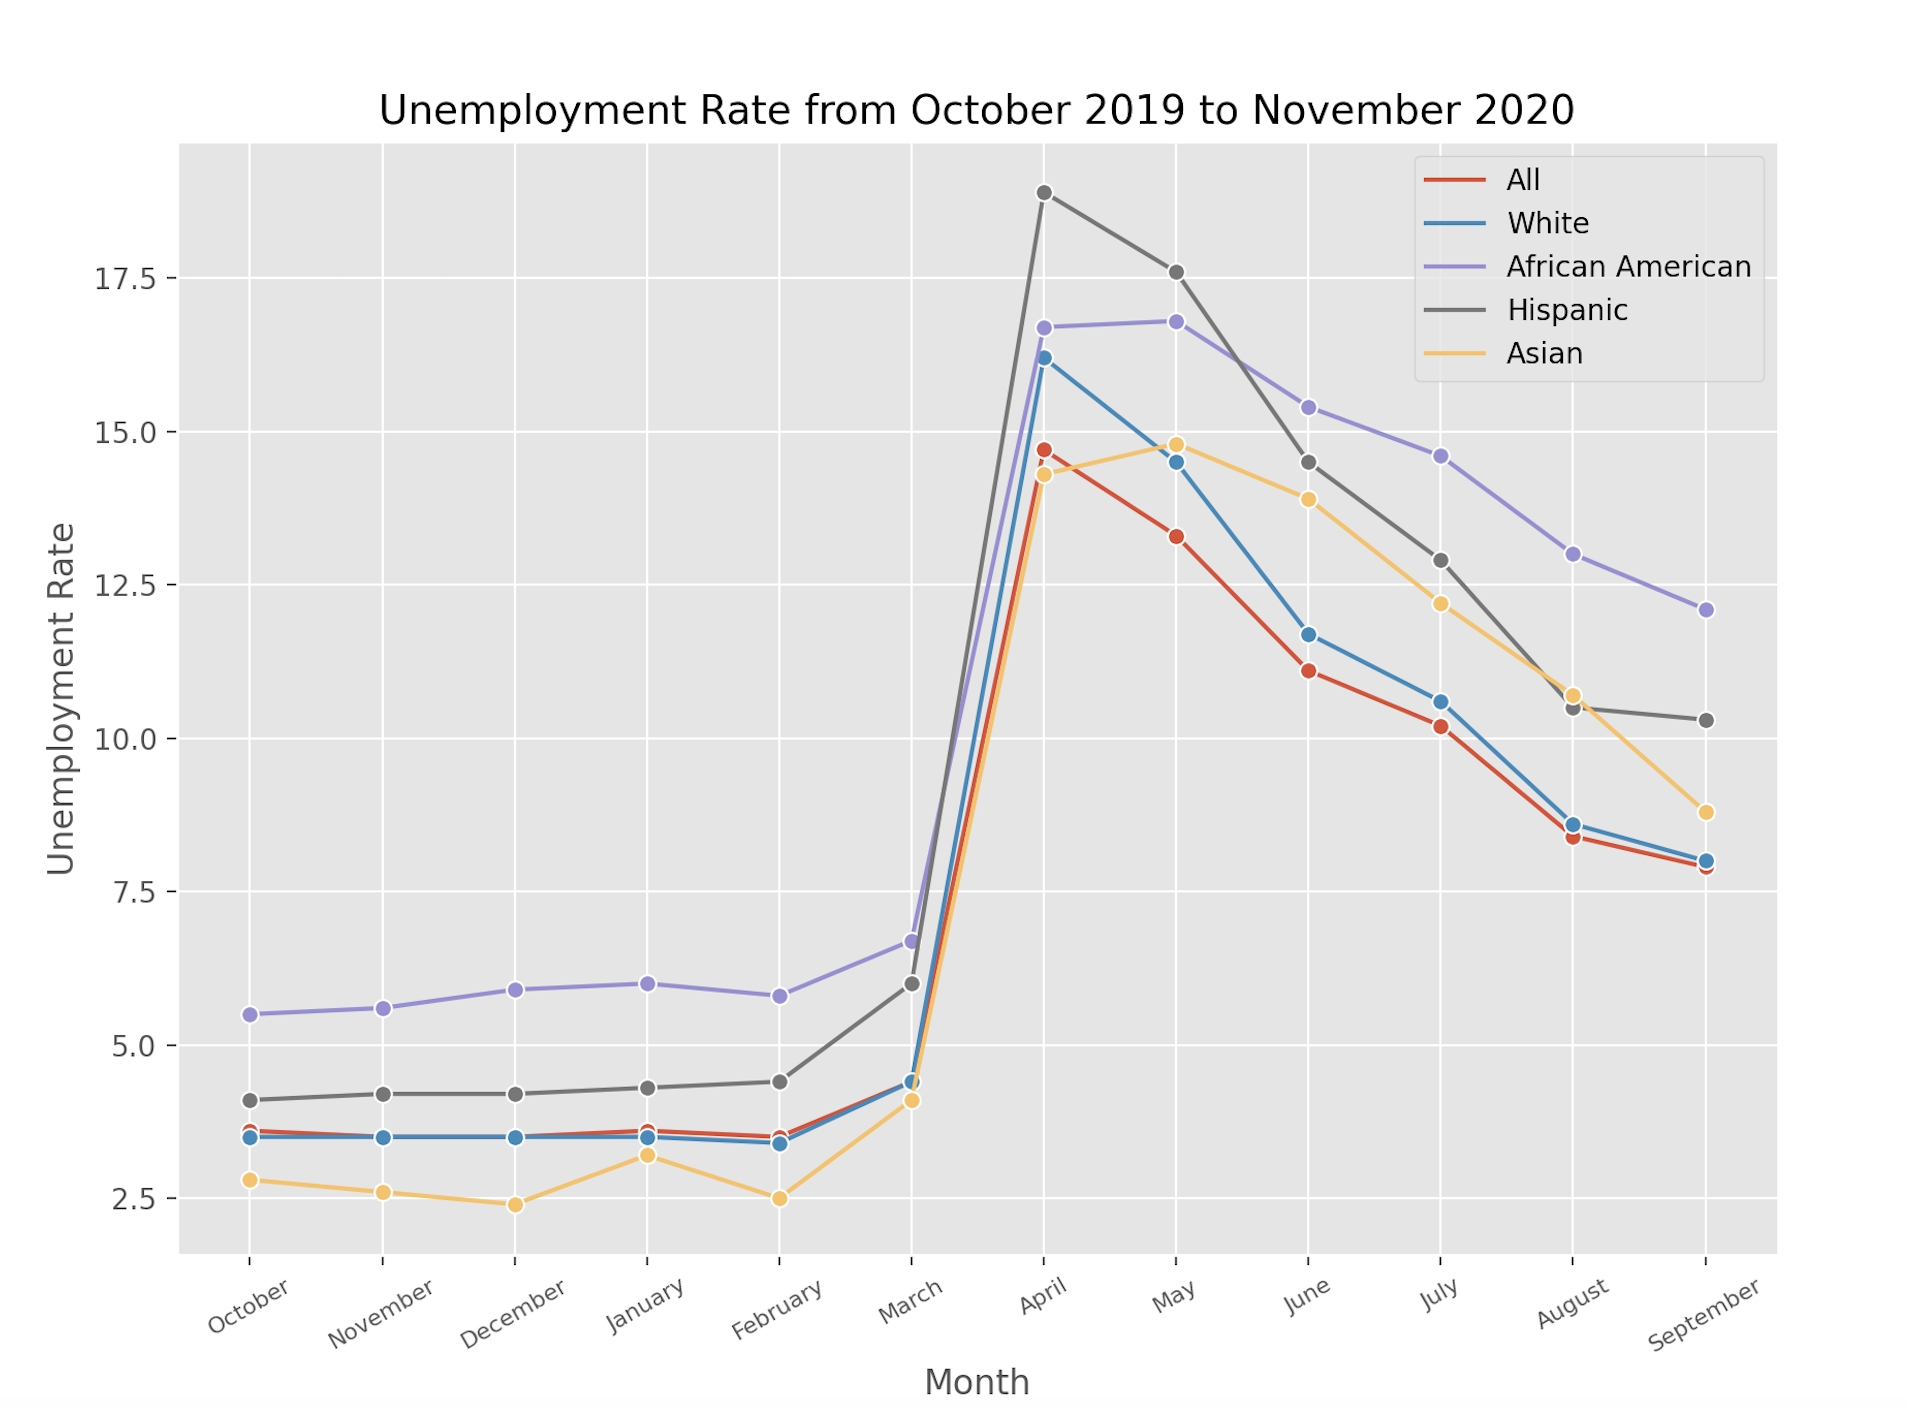 Unemployment Rate from October 2019 to November 2020
All
White
African American
Hispanic
Asian
Unemployment Rate
17.5
15.0
12.5
10.0
7.5
5.0
2.5
October
November
December
January
February
March
April
May
June
July
August
September
Month